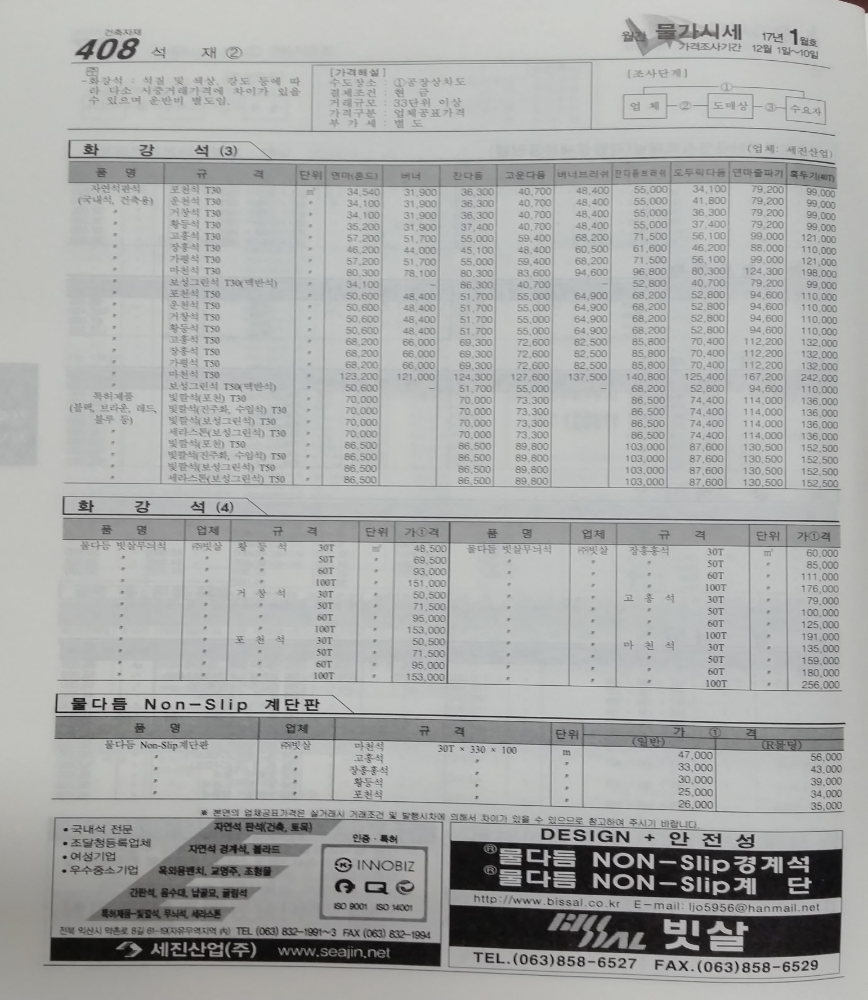 건축자재
408 석 재 ②
월간 물가시세 17년 1월호
가격조사기간 12월 1일~10일
㈜
-화강석 : 석질 및 색상, 강도 등에 따
라 다소 시중거래가격에 차이가 있을
수 있으며 운반비 별도임.
[가격해설]
수도장소 : ①공장상차도
결제조건 : 현 금
거래규모 : 33단위 이상
가격구분 : 업체공표가격
부 가 세 : 별 도
[조사단계]
①
업 체 ② 도매상 ③ 수요자
화 강 석 (3)
(업체: 세진산업)
품 명 규 격 단위 연마(혼드) 버너 잔다듬 고운다듬 버너브러쉬 잔다듬브러쉬 도두락다듬 연마줄파기 혹두기(40T)
자연석판석 포천석 T30 ㎡ 34,540 31,900 36,300 40,700 48,400 55,000 34,100 79,200 99,000
(국내석, 건축용) 운천석 T30 〃 34,100 31,900 36,300 40,700 48,400 55,000 41,800 79,200 99,000
〃 거창석 T30 〃 34,100 31,900 36,300 40,700 48,400 55,000 36,300 79,200 99,000
〃 황등석 T30 〃 35,200 31,900 37,400 40,700 48,400 55,000 37,400 79,200 99,000
〃 고흥석 T30 〃 57,200 51,700 55,000 59,400 68,200 71,500 56,100 99,000 121,000
〃 장흥석 T30 〃 46,200 44,000 45,100 48,400 60,500 61,600 46,200 88,000 110,000
〃 가평석 T30 〃 57,200 51,700 55,000 59,400 68,200 71,500 56,100 99,000 121,000
〃 마천석 T30 〃 80,300 78,100 80,300 83,600 94,600 96,800 80,300 124,300 198,000
〃 보성그린석 T30(맥반석) 〃 34,100 - 86,300 40,700 - 52,800 40,700 79,200 99,000
〃 포천석 T50 〃 50,600 48,400 51,700 55,000 64,900 68,200 52,800 94,600 110,000
〃 운천석 T50 〃 50,600 48,400 51,700 55,000 64,900 68,200 52,800 94,600 110,000
〃 거창석 T50 〃 50,600 48,400 51,700 55,000 64,900 68,200 52,800 94,600 110,000
〃 황등석 T50 〃 50,600 48,400 51,700 55,000 64,900 68,200 52,800 94,600 110,000
〃 고흥석 T50 〃 68,200 66,000 69,300 72,600 82,500 85,800 70,400 112,200 132,000
〃 장흥석 T50 〃 68,200 66,000 69,300 72,600 82,500 85,800 70,400 112,200 132,000
〃 가평석 T50 〃 68,200 66,000 69,300 72,600 82,500 85,800 70,400 112,200 132,000
〃 마천석 T50 〃 123,200 121,000 124,300 127,600 137,500 140,800 125,400 167,200 242,000
〃 보성그린석 T50(맥반석) 〃 50,600 - 51,700 55,000 - 68,200 52,800 94,600 110,000
특허제품 빛깔석(포천) T30 〃 70,000 70,000 73,300 86,500 74,400 114,000 136,000
(블랙, 브라운, 레드, 빛깔석(진주화, 수입석) T30 〃 70,000 70,000 73,300 86,500 74,400 114,000 136,000
블루 등) 빛깔석(보성그린석) T30 〃 70,000 70,000 73,300 86,500 74,400 114,000 136,000
〃 세라스톤(보성그린석) T30 〃 70,000 70,000 73,300 86,500 74,400 114,000 136,000
〃 빛깔석(포천) T50 〃 86,500 86,500 89,800 103,000 87,600 130,500 152,500
〃 빛깔석(진주화, 수입석) T50 〃 86,500 86,500 89,800 103,000 87,600 130,500 152,500
〃 빛깔석(보성그린석) T50 〃 86,500 86,500 89,800 103,000 87,600 130,500 152,500
〃 세라스톤(보성그린석) T50 〃 86,500 86,500 89,800 103,000 87,600 130,500 152,500
화 강 석 (4)
품 명 업체 규 격 단위 가①격 품 명 업체 규 격 단위 가①격
물다듬 빗살무늬석 ㈜빗살 황 등 석 30T ㎡ 48,500 물다듬 빗살무늬석 ㈜빗살 장흥홍석 30T ㎡ 60,000
〃 〃 〃 50T 〃 69,500 〃 〃 〃 50T 〃 85,000
〃 〃 〃 60T 〃 93,000 〃 〃 〃 60T 〃 111,000
〃 〃 〃 100T 〃 151,000 〃 〃 〃 100T 〃 176,000
〃 〃 거 창 석 30T 〃 50,500 〃 〃 고 흥 석 30T 〃 79,000
〃 〃 〃 50T 〃 71,500 〃 〃 〃 50T 〃 100,000
〃 〃 〃 60T 〃 95,000 〃 〃 〃 60T 〃 125,000
〃 〃 〃 100T 〃 153,000 〃 〃 〃 100T 〃 191,000
〃 〃 포 천 석 30T 〃 50,500 〃 〃 마 천 석 30T 〃 135,000
〃 〃 〃 50T 〃 71,500 〃 〃 〃 50T 〃 159,000
〃 〃 〃 60T 〃 95,000 〃 〃 〃 60T 〃 180,000
〃 〃 〃 100T 〃 153,000 〃 〃 〃 100T 〃 256,000
물다듬 Non-Slip 계단판
품 명 업체 규 격 단위 가 ① 격
(일반) (R몰딩)
물다듬 Non-Slip계단판 ㈜빗살 마천석 30T × 330 × 100 m 47,000 56,000
〃 〃 고흥석 〃 〃 33,000 43,000
〃 〃 장흥홍석 〃 〃 30,000 39,000
〃 〃 황등석 〃 〃 25,000 34,000
〃 〃 포천석 〃 〃 26,000 35,000
※ 본면의 업체공표가격은 실거래시 거래조건 및 발행시차에 의해서 차이가 있을 수 있으므로 참고하여 주시기 바랍니다.
• 국내석 전문
• 조달청등록업체
• 여성기업
• 우수중소기업
자연석 판석(건축, 토목)
자연석 경계석, 볼라드
옥외용벤치, 교명주, 조형물
간판석, 음수대, 납골묘, 굴림석
특허제품-빛깔석, 무늬석, 세라스톤
인증 · 특허
INNOBIZ
ISO 9001 ISO 14001
전북 익산시 약촌로 8길 61-19(자유무역지역 內) TEL (063) 832-1991~3 FAX (063) 832-1994
세진산업(주) www.seajin.net
DESIGN + 안 전 성
®물다듬 NON-Slip경계석
®물다듬 NON-Slip계 단
http://www.bissal.co.kr E-mail: ljo5956@hanmail.net
BISSAL 빗살
TEL.(063)858-6527 FAX.(063)858-6529